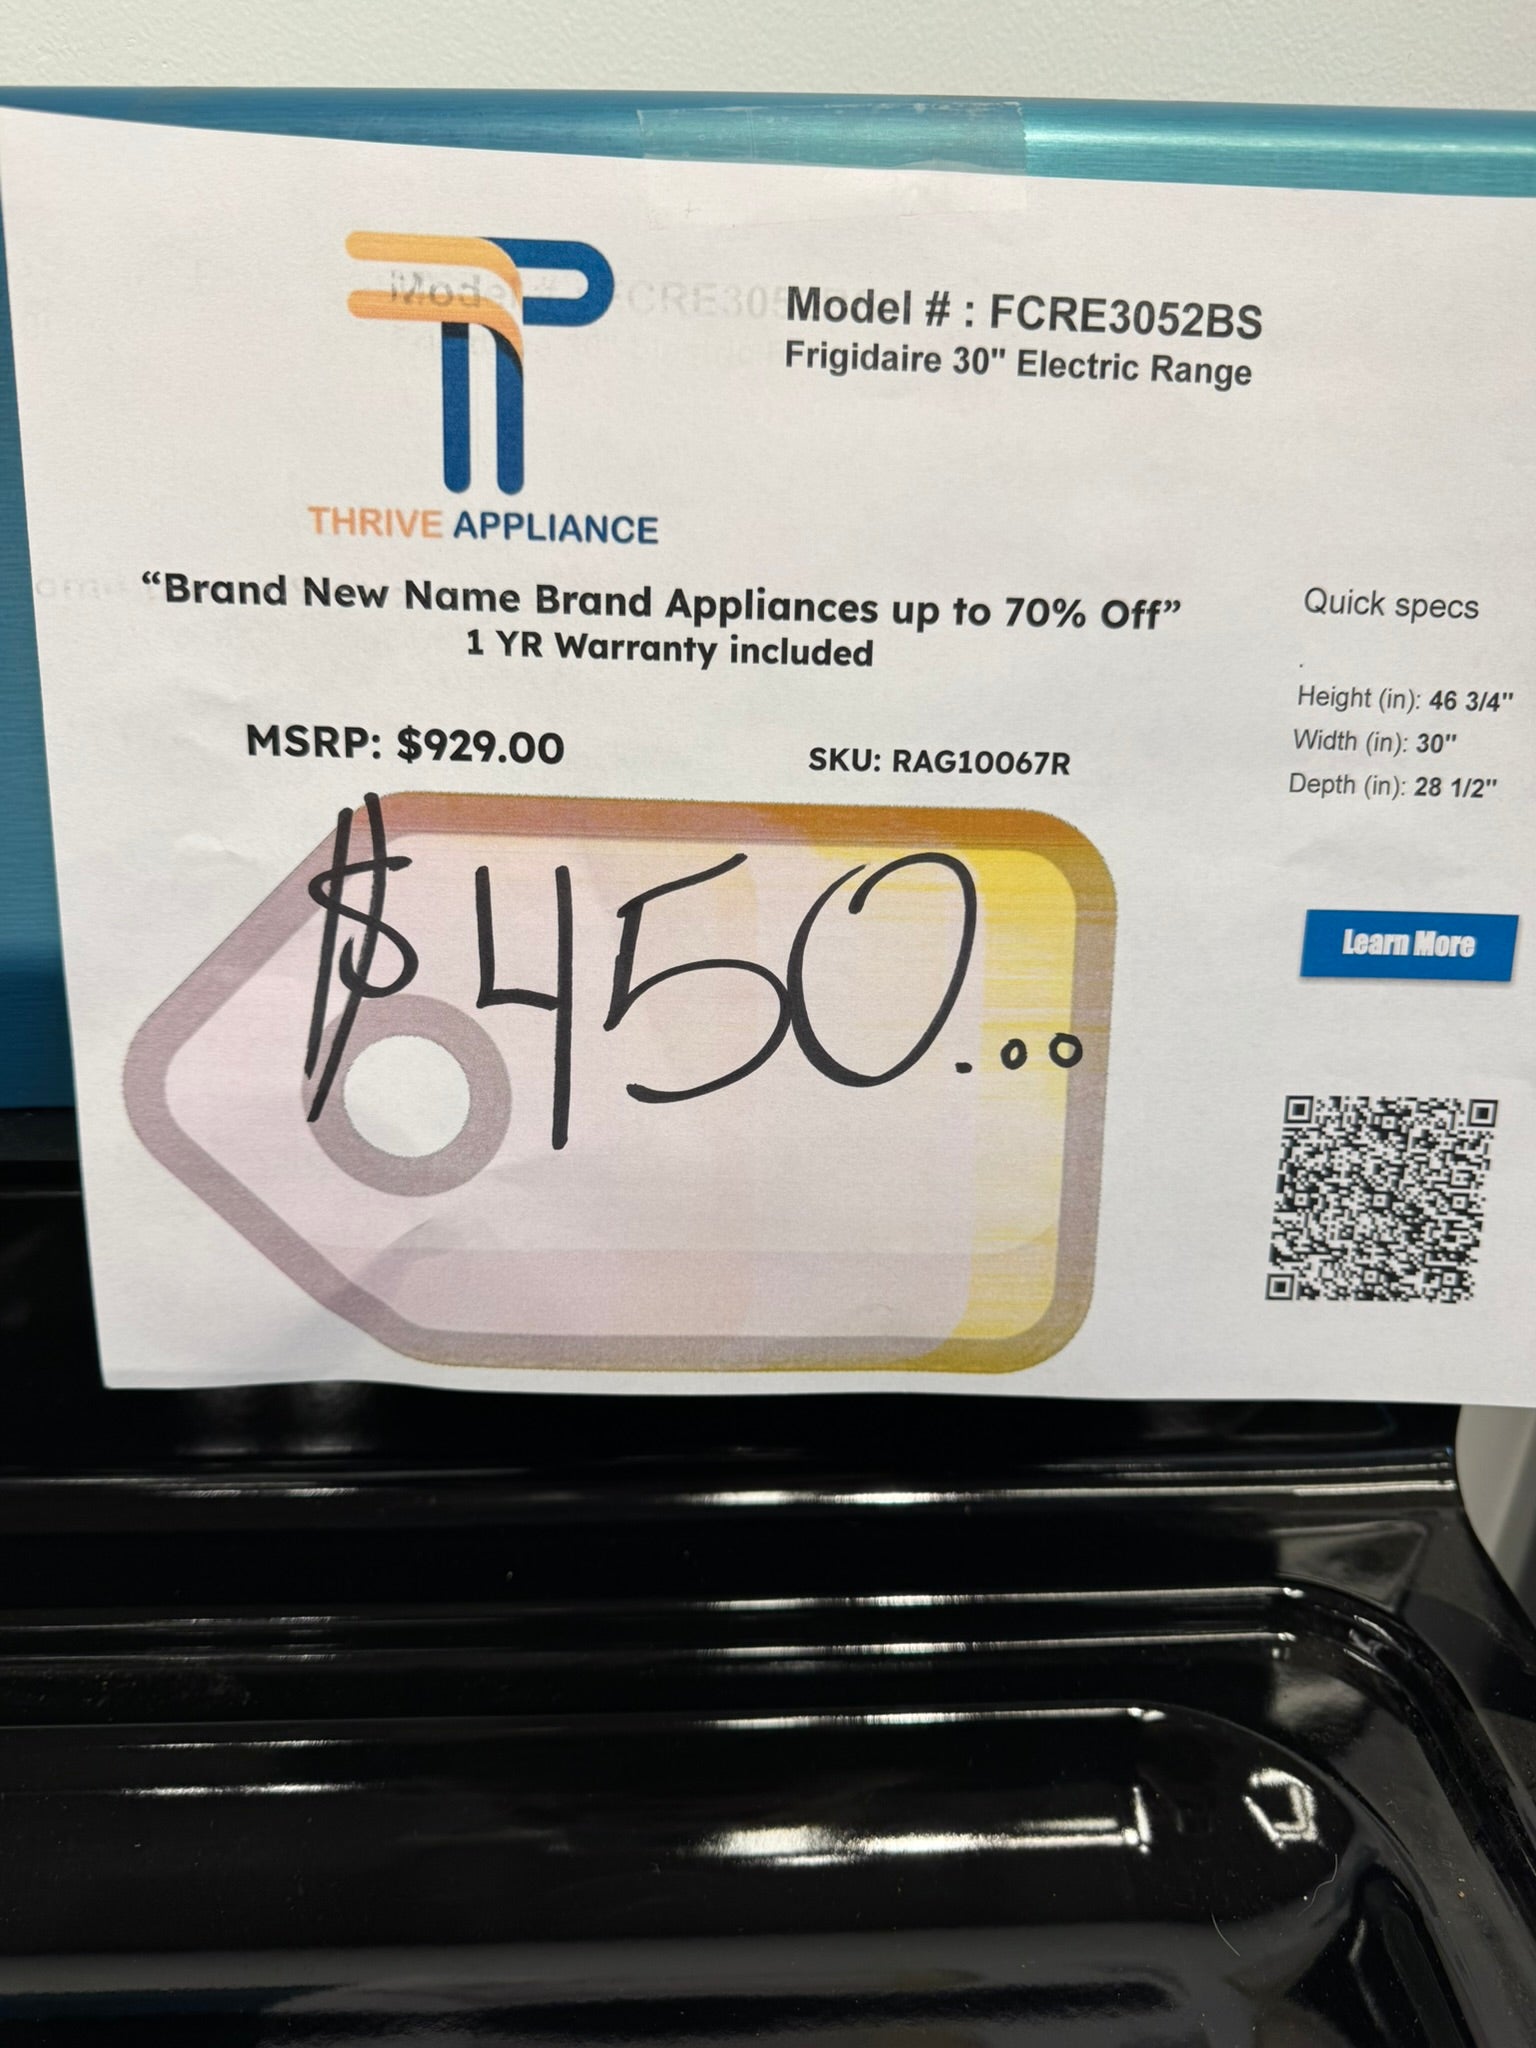 Model # : FCRE3052BS
Frigidaire 30" Electric Range
THRIVE APPLIANCE
“Brand New Name Brand Appliances up to 70% Off”
1 YR Warranty included
MSRP: $929.00
SKU: RAG10067R
$450.00
Quick specs
Height (in): 46 3/4"
Width (in): 30"
Depth (in): 28 1/2"
Learn More